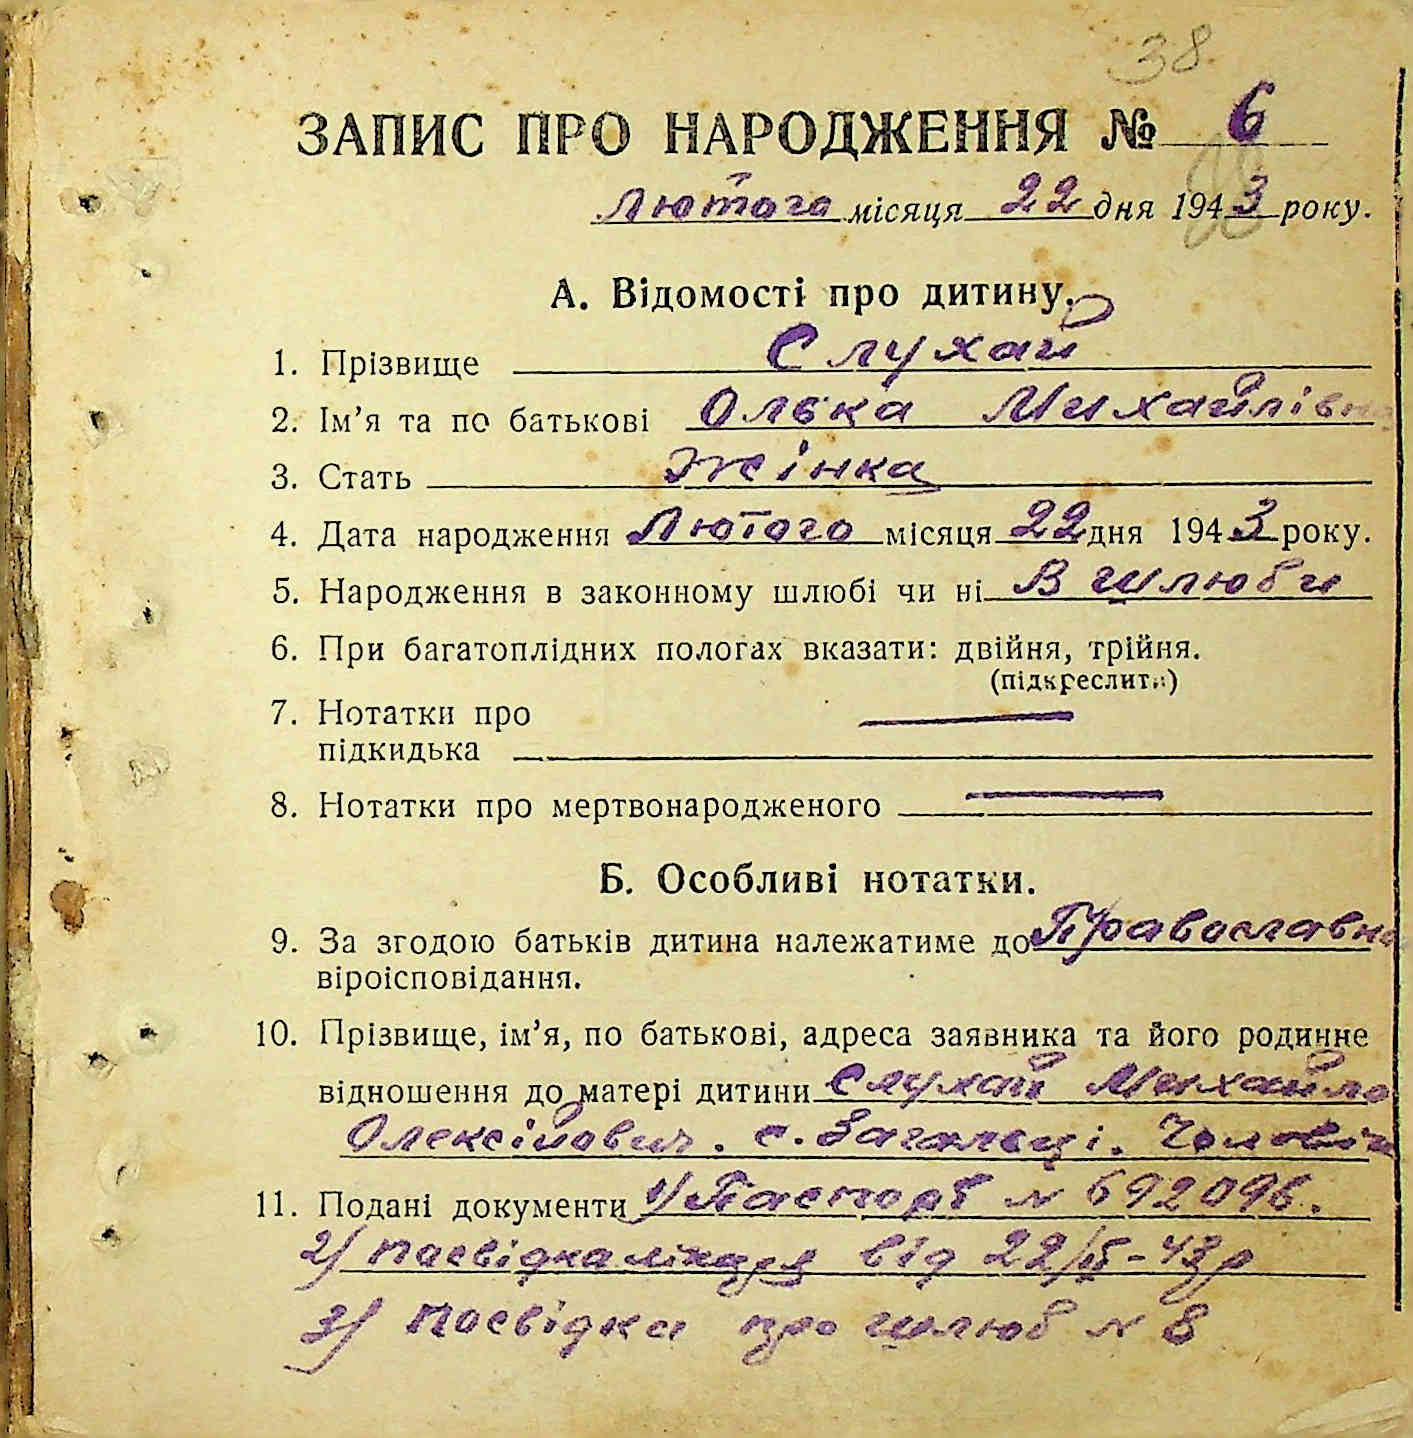 38
ЗАПИС ПРО НАРОДЖЕННЯ № 6
Лютого місяця 22 дня 1943 року.
А. Відомості про дитину.
1. Прізвище Слухай
2. Ім’я та по батькові Олька Михайлівна
3. Стать Жінка
4. Дата народження Лютого місяця 22 дня 1943 року.
5. Народження в законному шлюбі чи ні В шлюби
6. При багатоплідних пологах вказати: двійня, трійня.
(підкреслити)
7. Нотатки про
підкидька
8. Нотатки про мертвонародженого
Б. Особливі нотатки.
9. За згодою батьків дитина належатиме до Православно
віроісповідання.
10. Прізвище, ім’я, по батькові, адреса заявника та його родинне
відношення до матері дитини Слухай Михайло
Олексійович. с. Загальці. Чоловік
11. Подані документи 1) Паспорт N 692096.
2) посвідка лікаря від 22/II-43р
3) посвідка про шлюб N 8